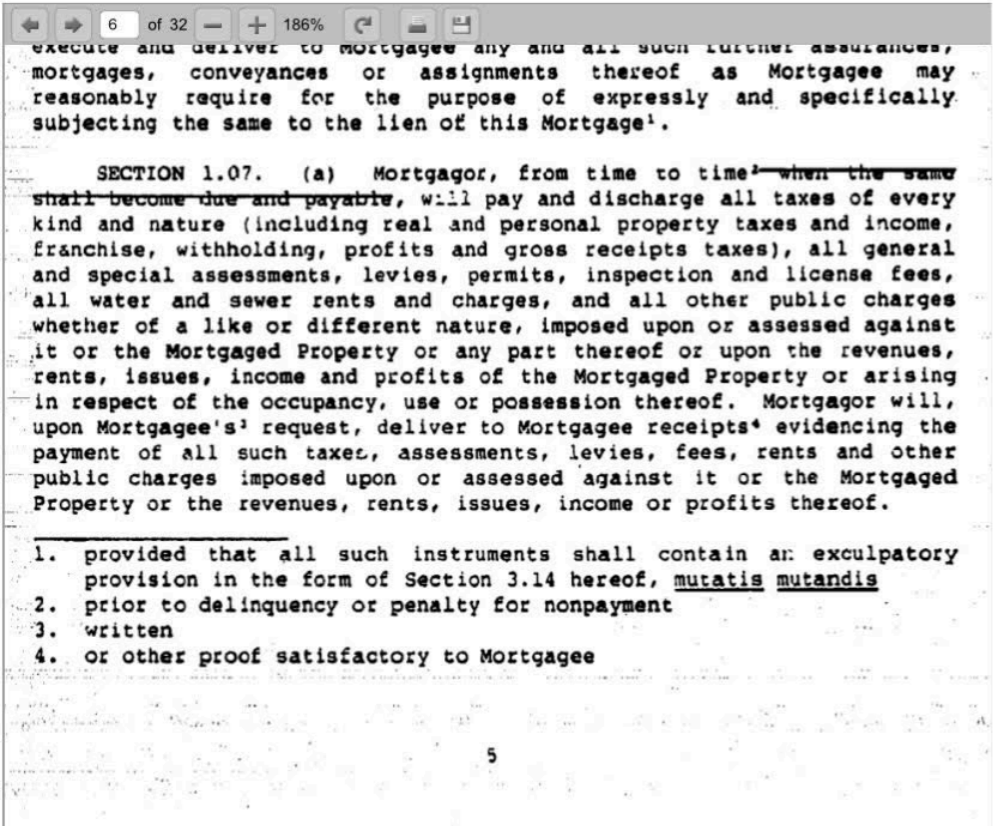 6 of 32 186%
execute and deliver to Mortgagee any and all such further assurances,
mortgages, conveyances or assignments thereof as Mortgagee may
reasonably require for the purpose of expressly and specifically
subjecting the same to the lien of this Mortgage¹.
SECTION 1.07. (a) Mortgagor, from time to time² when the same
shall become due and payable, will pay and discharge all taxes of every
kind and nature (including real and personal property taxes and income,
franchise, withholding, profits and gross receipts taxes), all general
and special assessments, levies, permits, inspection and license fees,
all water and sewer rents and charges, and all other public charges
whether of a like or different nature, imposed upon or assessed against
it or the Mortgaged Property or any part thereof or upon the revenues,
rents, issues, income and profits of the Mortgaged Property or arising
in respect of the occupancy, use or possession thereof. Mortgagor will,
upon Mortgagee's³ request, deliver to Mortgagee receipts⁴ evidencing the
payment of all such taxes, assessments, levies, fees, rents and other
public charges imposed upon or assessed against it or the Mortgaged
Property or the revenues, rents, issues, income or profits thereof.
1. provided that all such instruments shall contain an exculpatory
provision in the form of Section 3.14 hereof, mutatis mutandis
2. prior to delinquency or penalty for nonpayment
3. written
4. or other proof satisfactory to Mortgagee
5